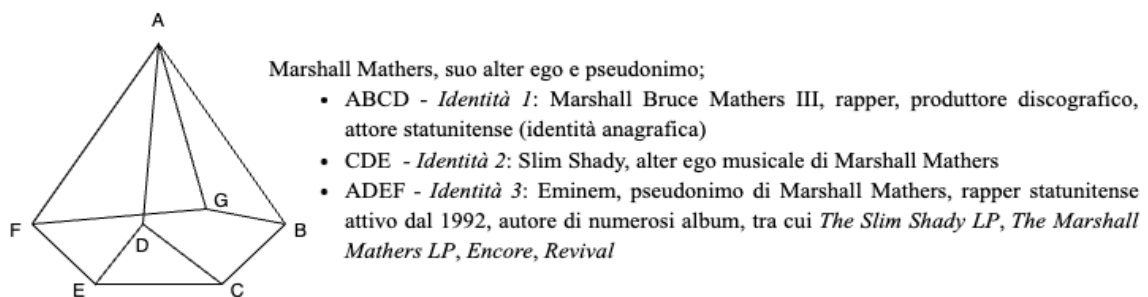 A
Marshall Mathers, suo alter ego e pseudonimo;
• ABCD - Identità 1: Marshall Bruce Mathers III, rapper, produttore discografico,
attore statunitense (identità anagrafica)
• CDE - Identità 2: Slim Shady, alter ego musicale di Marshall Mathers
• ADEF - Identità 3: Eminem, pseudonimo di Marshall Mathers, rapper statunitense
attivo dal 1992, autore di numerosi album, tra cui The Slim Shady LP, The Marshall
Mathers LP, Encore, Revival
G
F
B
D
E
C